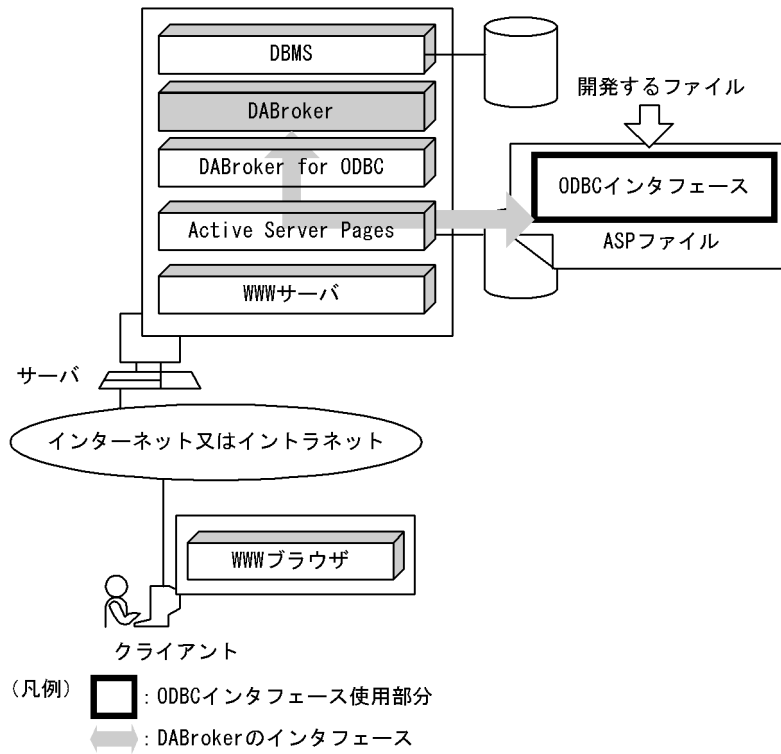 DBMS
DABroker
DABroker for ODBC
Active Server Pages
WWWサーバ
開発するファイル
ODBCインタフェース
ASPファイル
サーバ
インターネット又はイントラネット
WWWブラウザ
クライアント
(凡例)
: ODBCインタフェース使用部分
: DABrokerのインタフェース